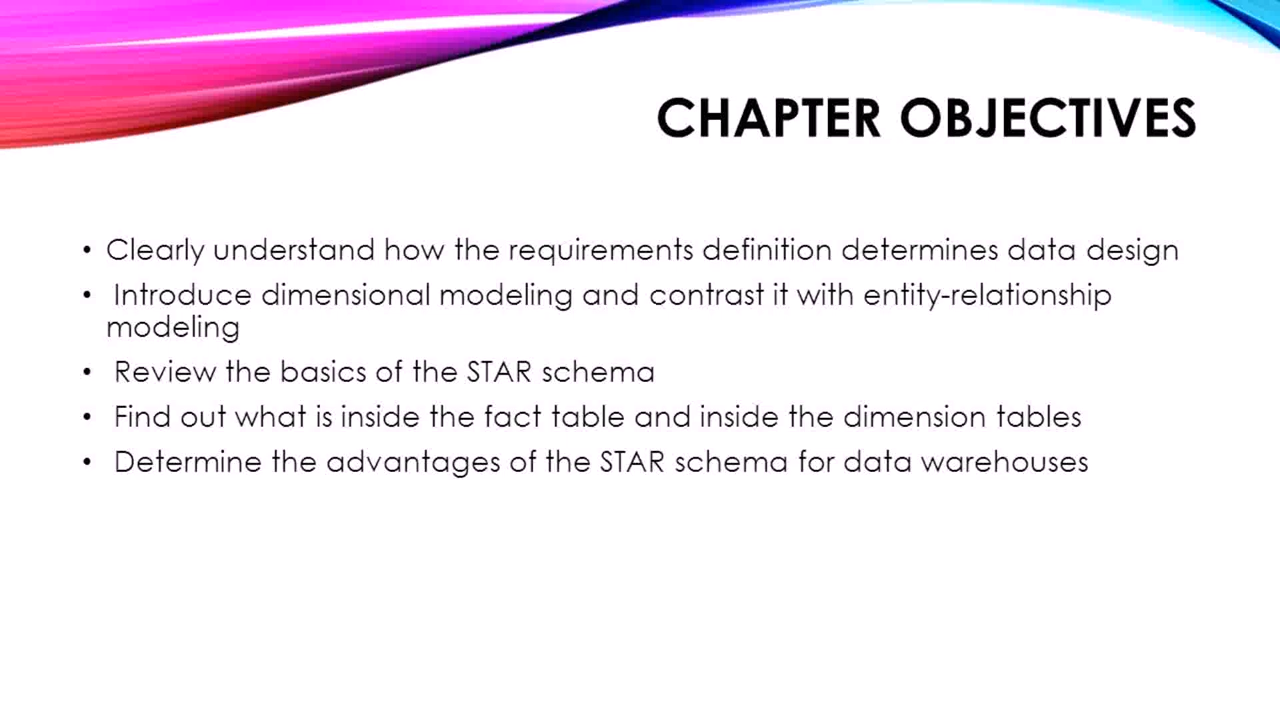 CHAPTER OBJECTIVES
• Clearly understand how the requirements definition determines data design
• Introduce dimensional modeling and contrast it with entity-relationship
modeling
• Review the basics of the STAR schema
• Find out what is inside the fact table and inside the dimension tables
• Determine the advantages of the STAR schema for data warehouses